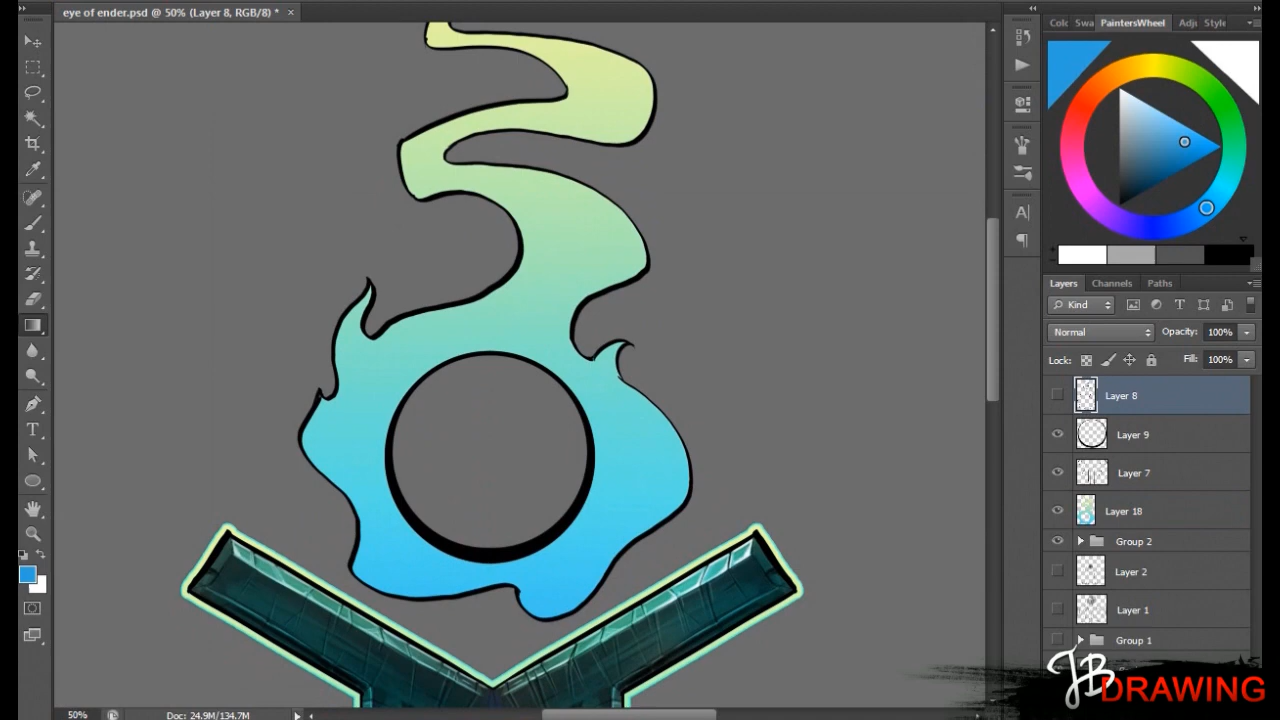 eye of ender.psd @ 50% (Layer 8, RGB/8) * ×
Colc Swa PaintersWheel Adju Style
Layers Channels Paths
Kind
Normal Opacity: 100%
Lock: Fill: 100%
Layer 8
Layer 9
Layer 7
Layer 18
Group 2
Layer 2
Layer 1
Group 1
JB DRAWING
50% Doc: 24.9M/134.7M